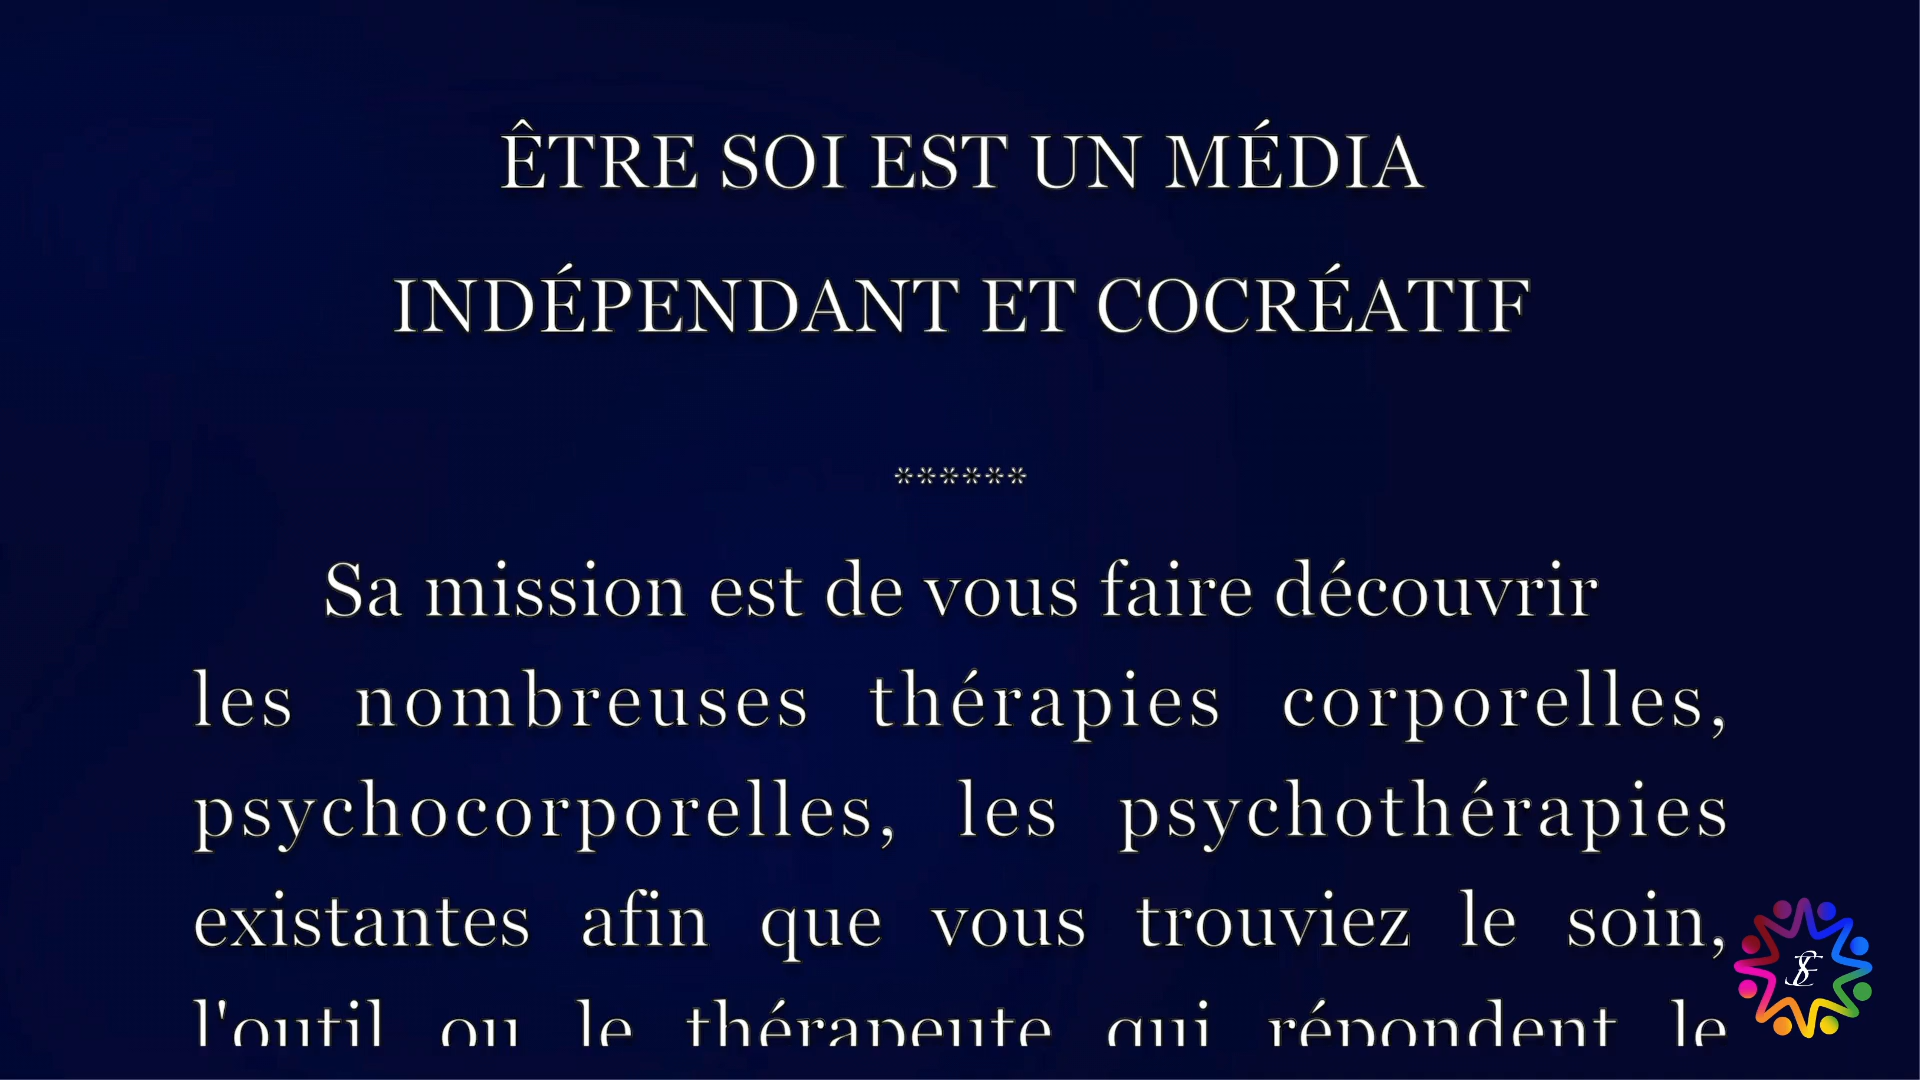 ÊTRE SOI EST UN MÉDIA
INDÉPENDANT ET COCRÉATIF
******
Sa mission est de vous faire découvrir
les nombreuses thérapies corporelles,
psychocorporelles, les psychothérapies
existantes afin que vous trouviez le soin,
l'outil ou le thérapeute qui répondent le